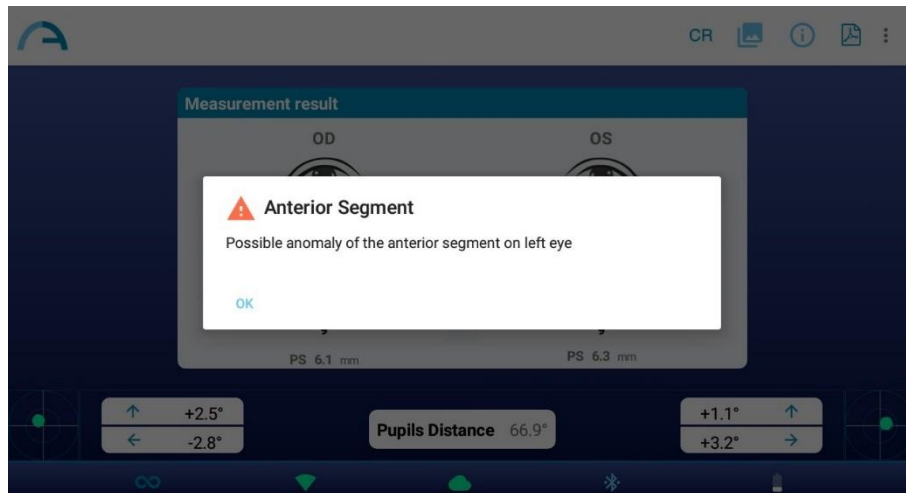 CR
Measurement result
OD OS
Anterior Segment
Possible anomaly of the anterior segment on left eye
OK
PS 6.1 mm PS 6.3 mm
+2.5° Pupils Distance 66.9° +1.1°
-2.8° +3.2°